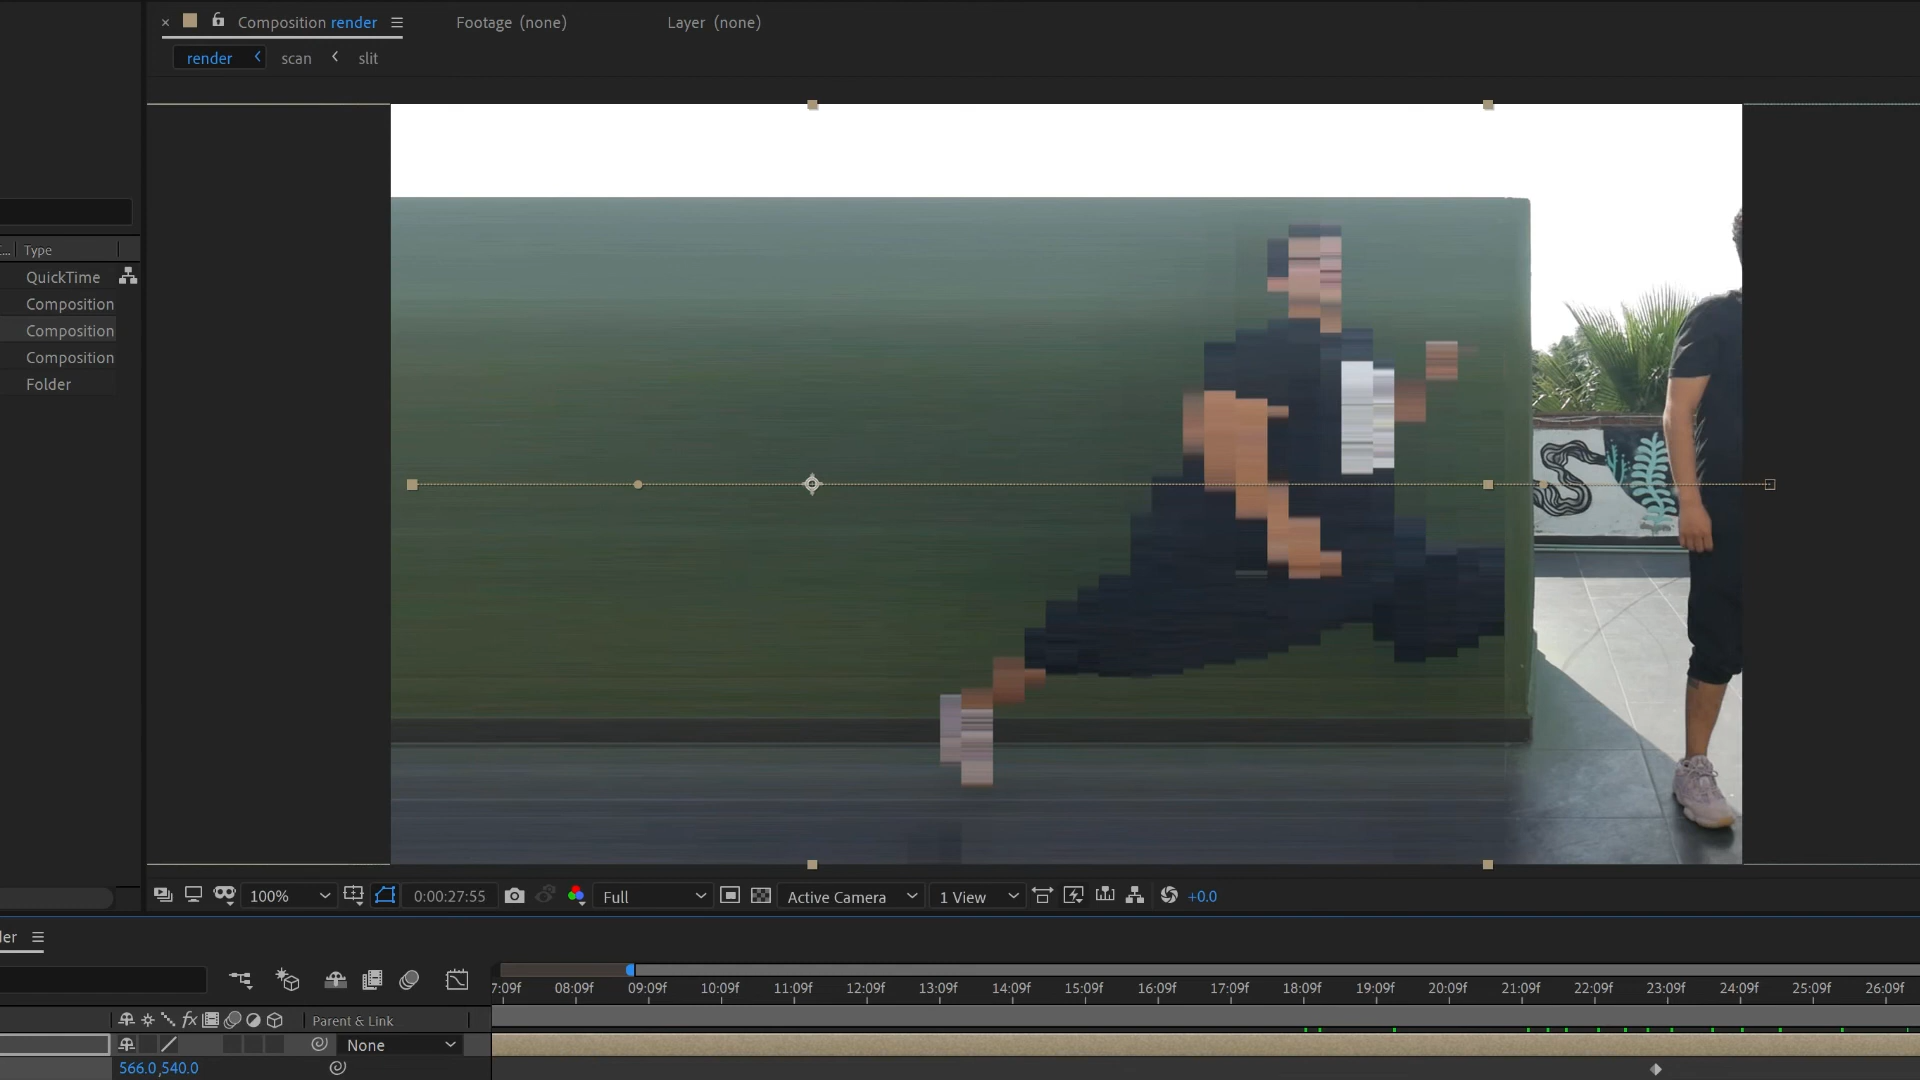 × Composition render Footage (none) Layer (none)
render scan slit
Type
QuickTime
Composition
Composition
Composition
Folder
100% 0:00:27:55 Full Active Camera 1 View +0.0
der
7:09f 08:09f 09:09f 10:09f 11:09f 12:09f 13:09f 14:09f 15:09f 16:09f 17:09f 18:09f 19:09f 20:09f 21:09f 22:09f 23:09f 24:09f 25:09f 26:09f
fx Parent & Link
None
566.0,540.0